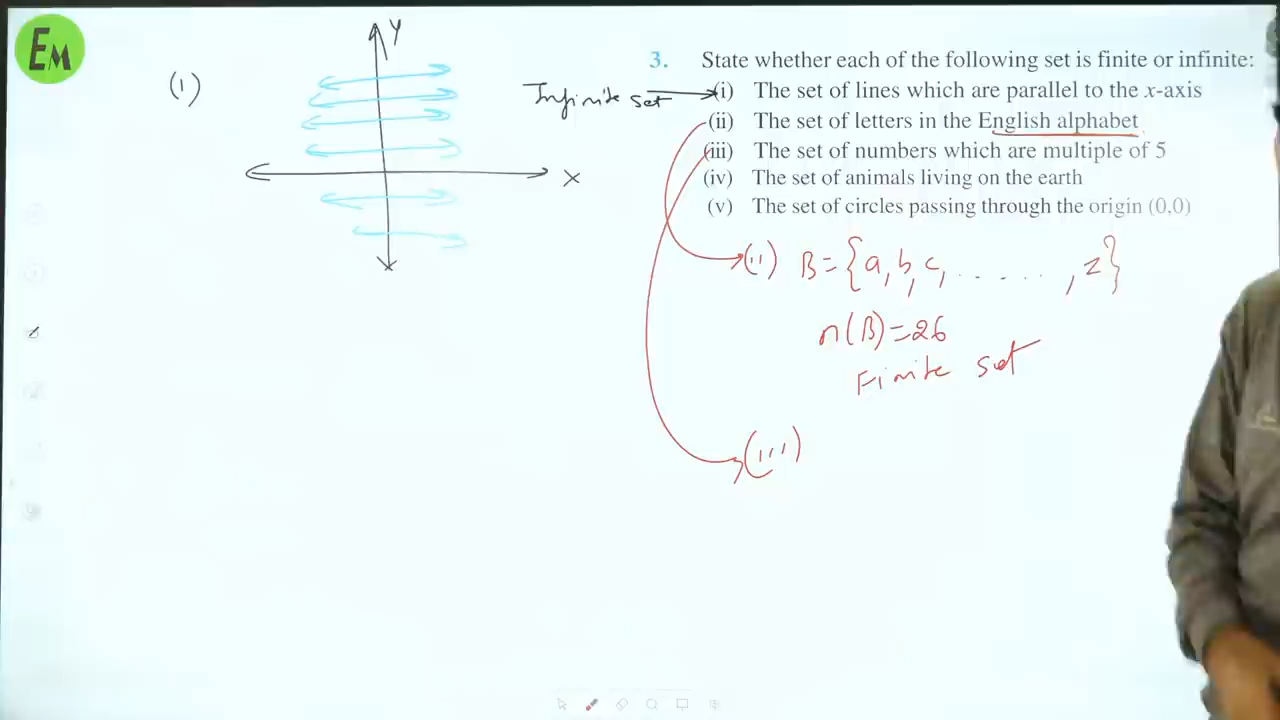 EM
Y
3. State whether each of the following set is finite or infinite:
(i)
Infinite set
(i) The set of lines which are parallel to the x-axis
(ii) The set of letters in the English alphabet
(iii) The set of numbers which are multiple of 5
X
(iv) The set of animals living on the earth
(v) The set of circles passing through the origin (0,0)
(ii) B={a,b,c,. . . . . . ,z}
n(B)=26
Finite set
(iii)